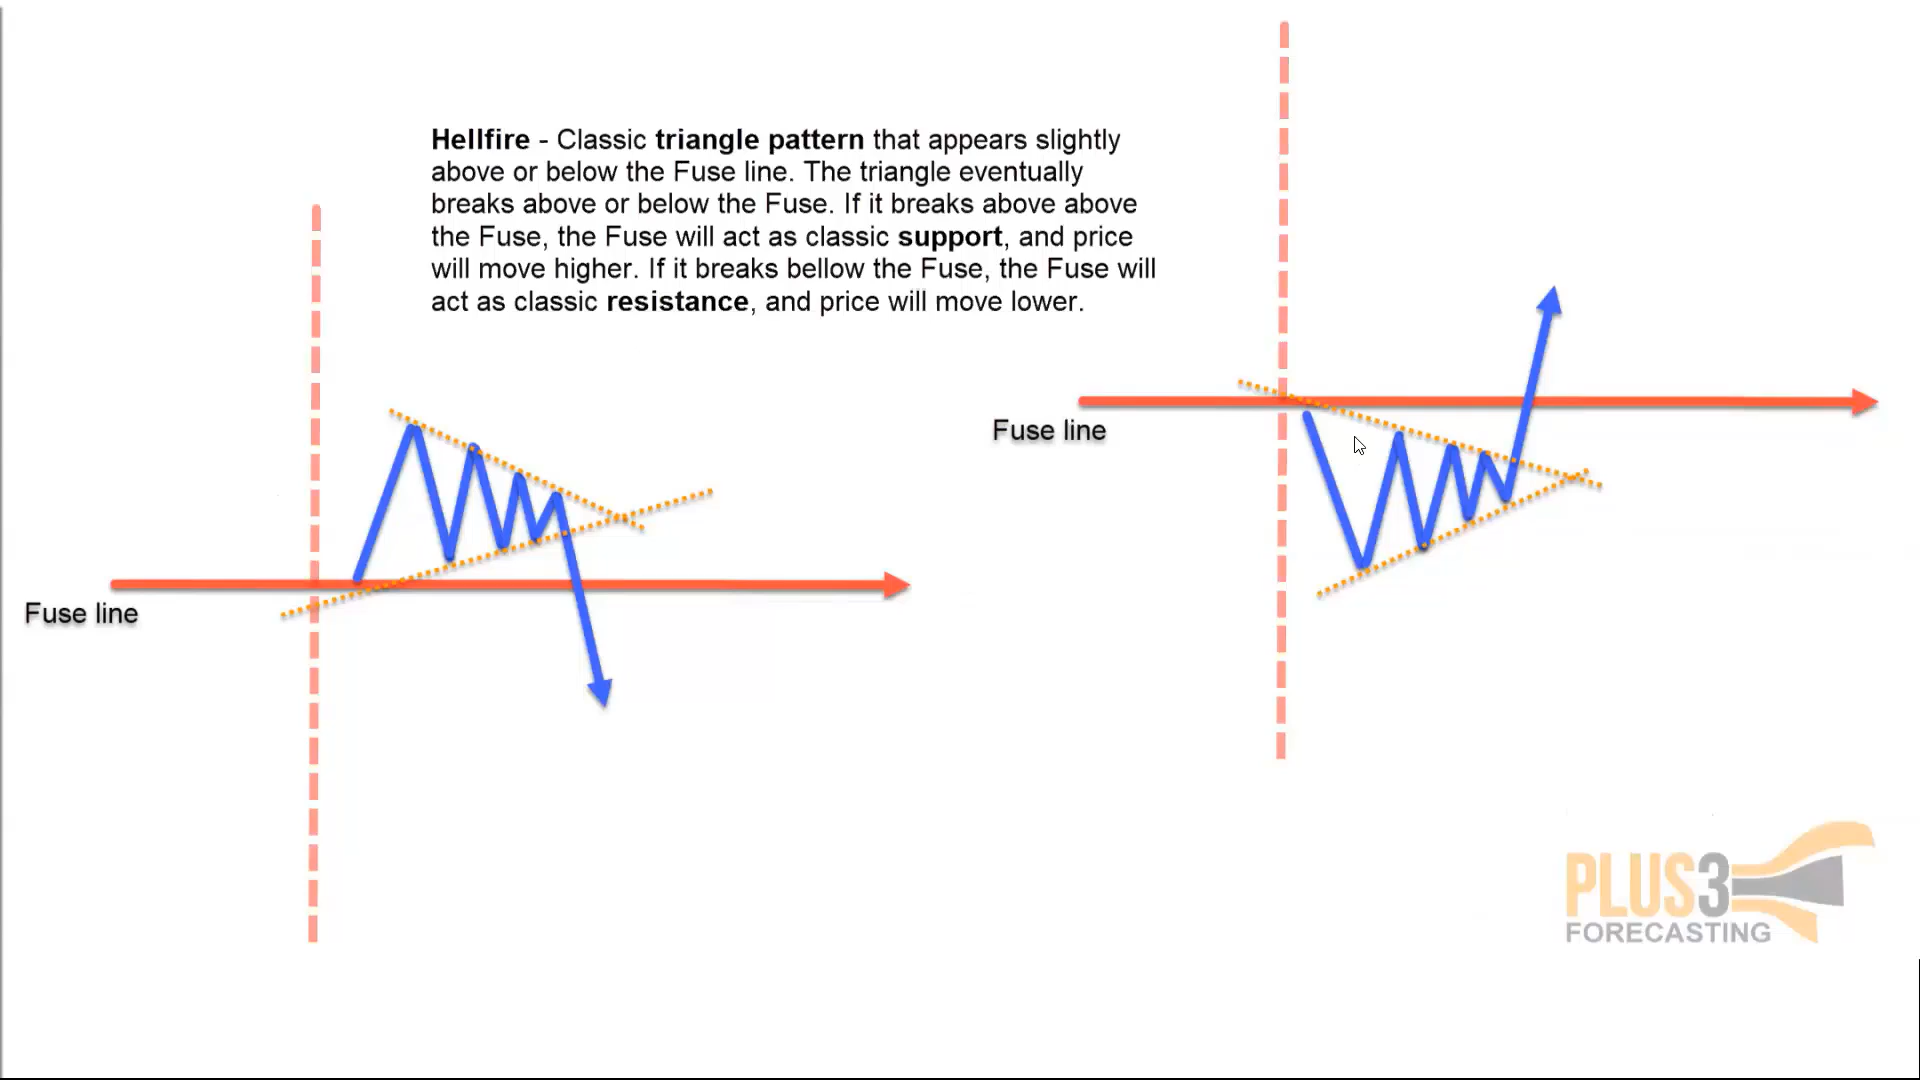 Hellfire - Classic triangle pattern that appears slightly
above or below the Fuse line. The triangle eventually
breaks above or below the Fuse. If it breaks above above
the Fuse, the Fuse will act as classic support, and price
will move higher. If it breaks bellow the Fuse, the Fuse will
act as classic resistance, and price will move lower.
Fuse line
Fuse line
PLUS3
FORECASTING